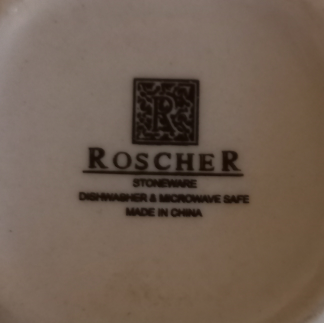 R
ROSCHER
STONEWARE
DISHWASHER & MICROWAVE SAFE
MADE IN CHINA